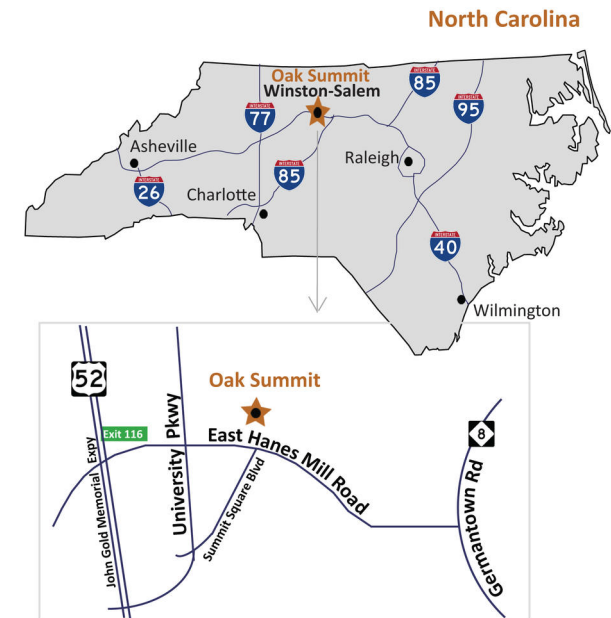 North Carolina
Oak Summit
Winston-Salem
INTERSTATE
85
INTERSTATE
77
INTERSTATE
95
Asheville
Raleigh
INTERSTATE
85
INTERSTATE
26
Charlotte
INTERSTATE
40
Wilmington
52
Oak Summit
Exit 116
University Pkwy
East Hanes Mill Road
8
John Gold Memorial Expy
Summit Square Blvd
Germantown Rd